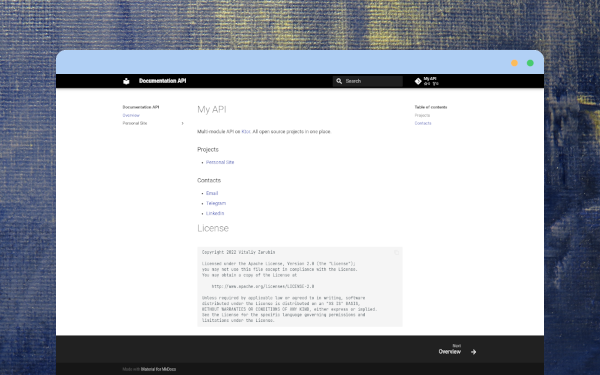 Documentation API
Search
My API
Documentation API
Overview
Personal Site
My API
Multi-module API on Ktor. All open source projects in one place.
Projects
Personal Site
Contacts
Email
Telegram
LinkedIn
License
Copyright 2022 Vitaliy Zarubin
Licensed under the Apache License, Version 2.0 (the "License");
you may not use this file except in compliance with the License.
You may obtain a copy of the License at
http://www.apache.org/licenses/LICENSE-2.0
Unless required by applicable law or agreed to in writing, software
distributed under the License is distributed on an "AS IS" BASIS,
WITHOUT WARRANTIES OR CONDITIONS OF ANY KIND, either express or implied.
See the License for the specific language governing permissions and
limitations under the License.
Table of contents
Projects
Contacts
Next
Overview
Made with Material for MkDocs